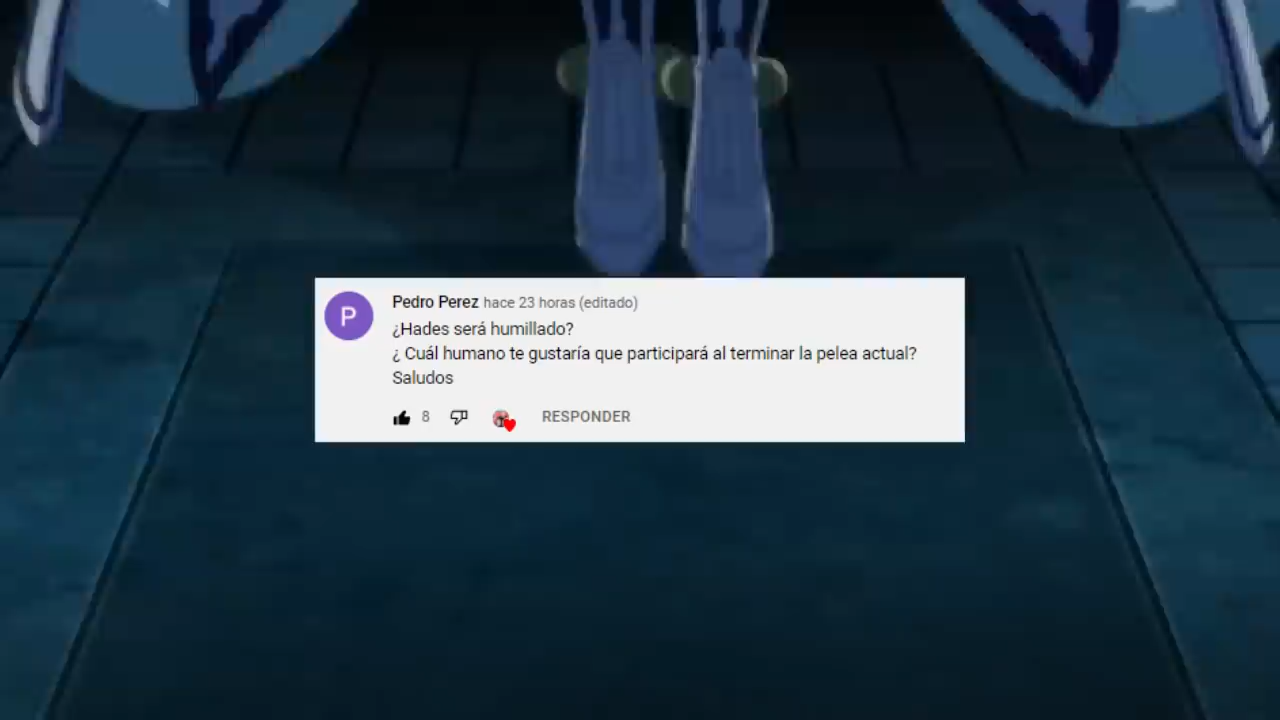 P
Pedro Perez hace 23 horas (editado)
¿Hades será humillado?
¿ Cuál humano te gustaría que participará al terminar la pelea actual?
Saludos
8 RESPONDER